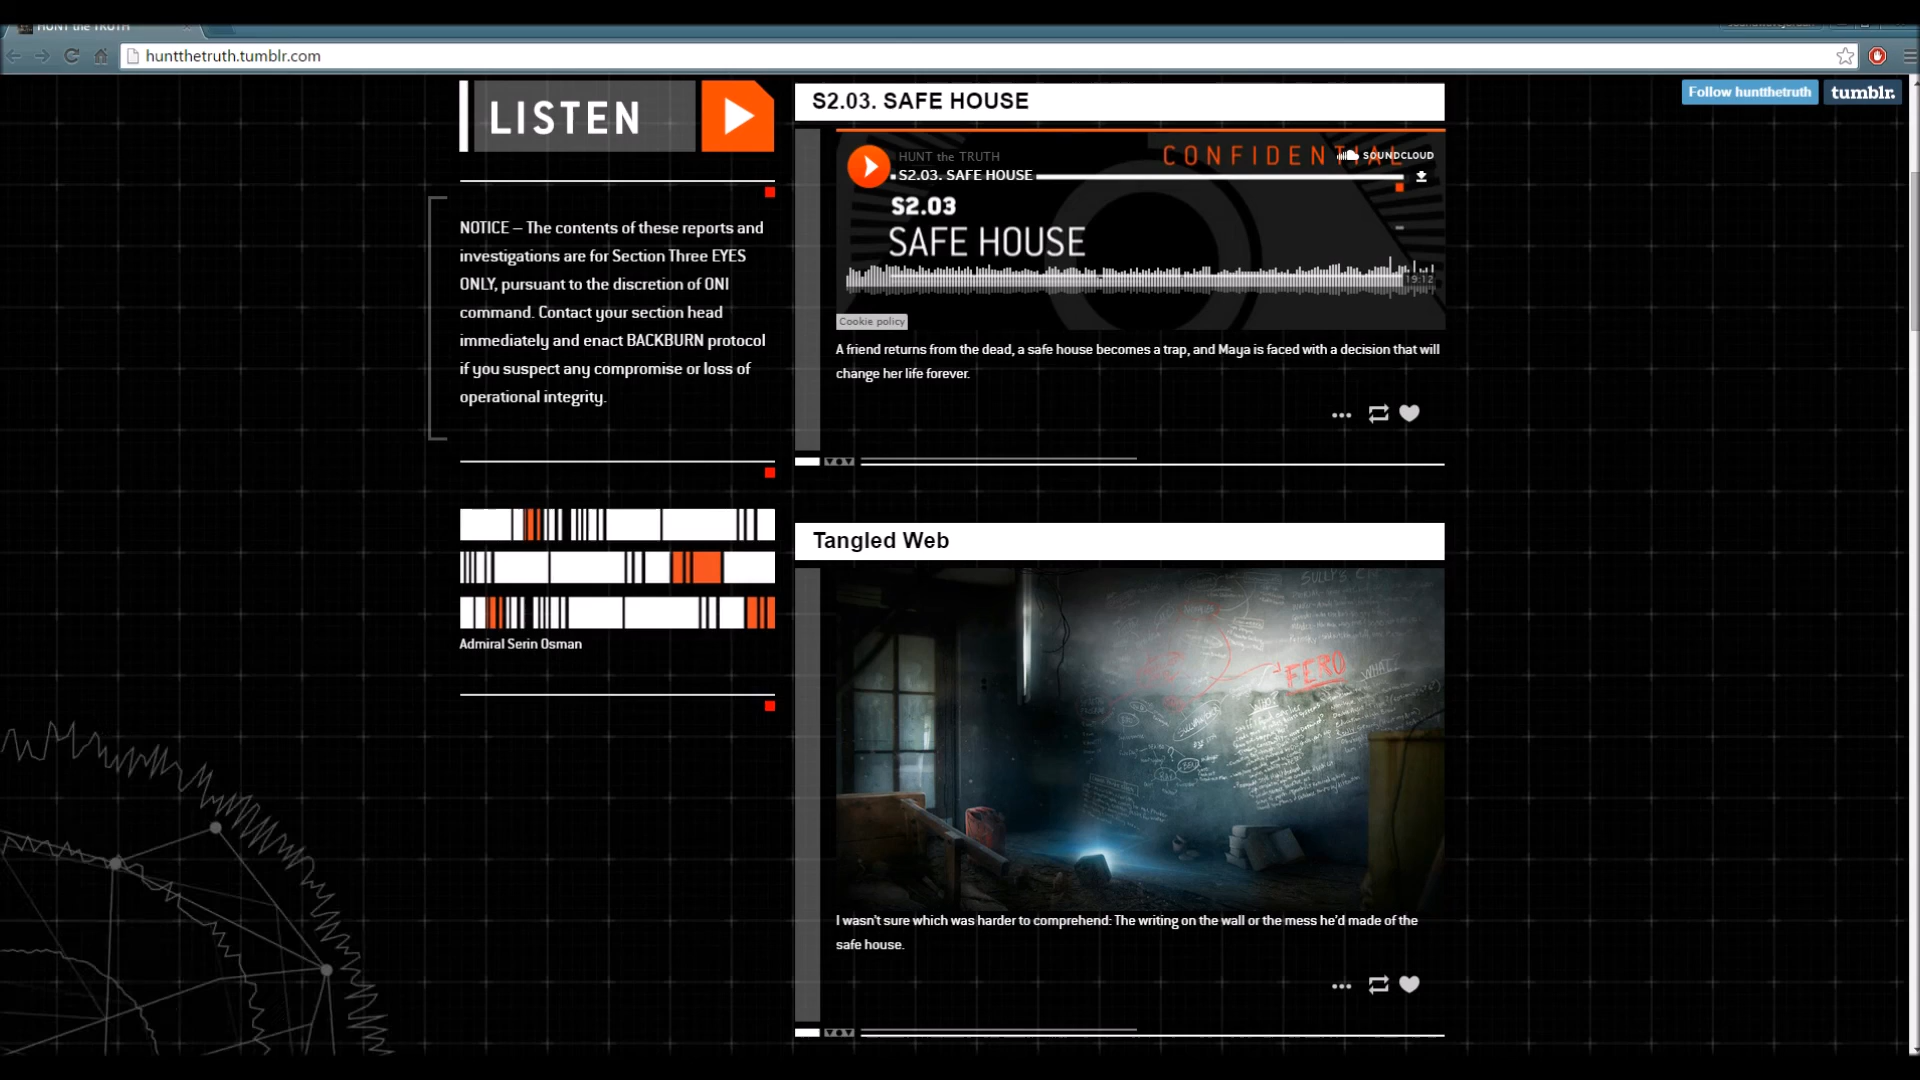 HUNT the TRUTH
huntthetruth.tumblr.com
Follow huntthetruth
tumblr.
LISTEN
NOTICE – The contents of these reports and
investigations are for Section Three EYES
ONLY, pursuant to the discretion of ONI
command. Contact your section head
immediately and enact BACKBURN protocol
if you suspect any compromise or loss of
operational integrity.
Admiral Serin Osman
S2.03. SAFE HOUSE
HUNT the TRUTH
CONFIDENTIAL
SOUNDCLOUD
S2.03. SAFE HOUSE
S2.03
SAFE HOUSE
19:12
Cookie policy
A friend returns from the dead, a safe house becomes a trap, and Maya is faced with a decision that will
change her life forever.
Tangled Web
FERO
WHAT?
I wasn't sure which was harder to comprehend: The writing on the wall or the mess he'd made of the
safe house.